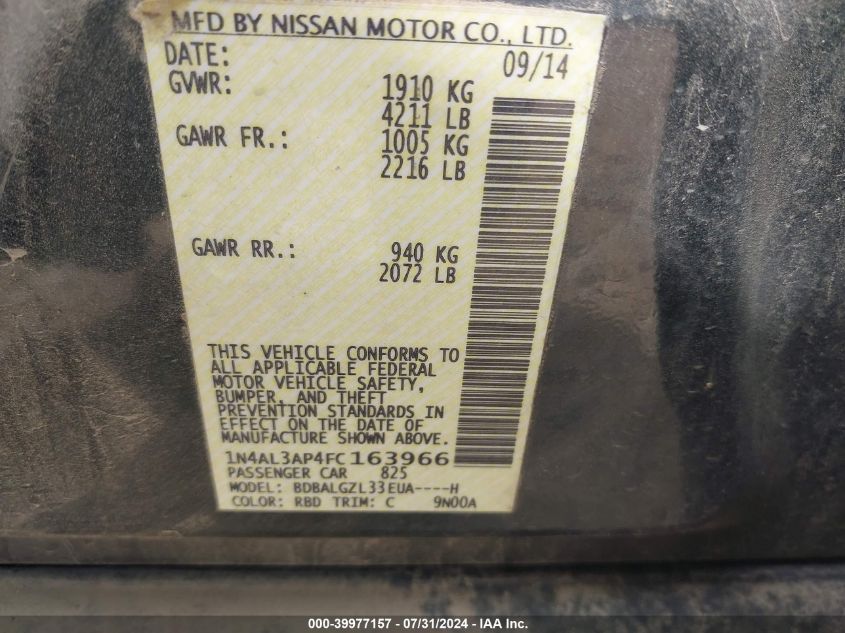 MFD BY NISSAN MOTOR CO., LTD.
DATE: 09/14
GVWR: 1910 KG
4211 LB
GAWR FR.: 1005 KG
2216 LB
GAWR RR.: 940 KG
2072 LB
THIS VEHICLE CONFORMS TO
ALL APPLICABLE FEDERAL
MOTOR VEHICLE SAFETY,
BUMPER, AND THEFT
PREVENTION STANDARDS IN
EFFECT ON THE DATE OF
MANUFACTURE SHOWN ABOVE.
1N4AL3AP4FC163966
PASSENGER CAR 825
MODEL: BDBALGZL33EUA----H
COLOR: RBD TRIM: C 9N00A
000-39977157 - 07/31/2024 - IAA Inc.